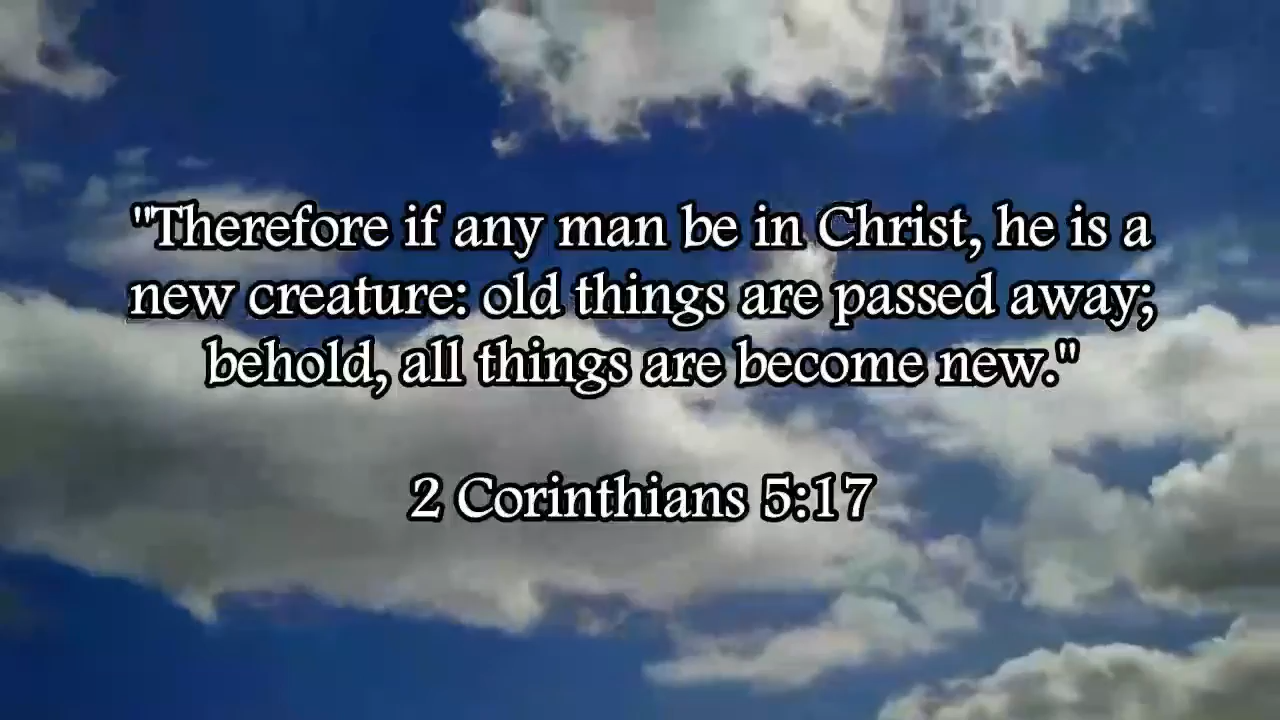 "Therefore if any man be in Christ, he is a
new creature: old things are passed away;
behold, all things are become new."
2 Corinthians 5:17